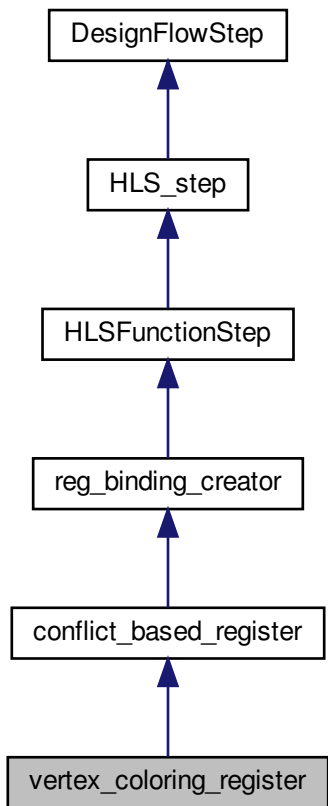 DesignFlowStep
HLS_step
HLSFunctionStep
reg_binding_creator
conflict_based_register
vertex_coloring_register